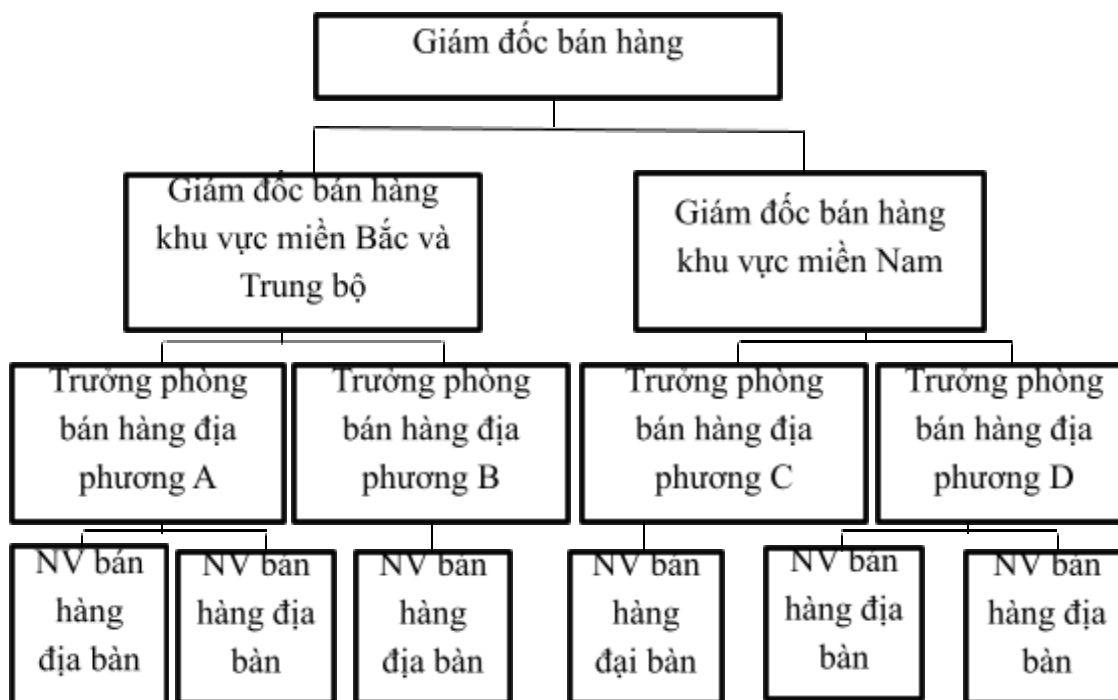 Giám đốc bán hàng
Giám đốc bán hàng
khu vực miền Bắc và
Trung bộ
Giám đốc bán hàng
khu vực miền Nam
Trưởng phòng
bán hàng địa
phương A
Trưởng phòng
bán hàng địa
phương B
Trưởng phòng
bán hàng địa
phương C
Trưởng phòng
bán hàng địa
phương D
NV bán
hàng
địa bàn
NV bán
hàng địa
bàn
NV bán
hàng
địa bàn
NV bán
hàng
đại bàn
NV bán
hàng địa
bàn
NV bán
hàng địa
bàn